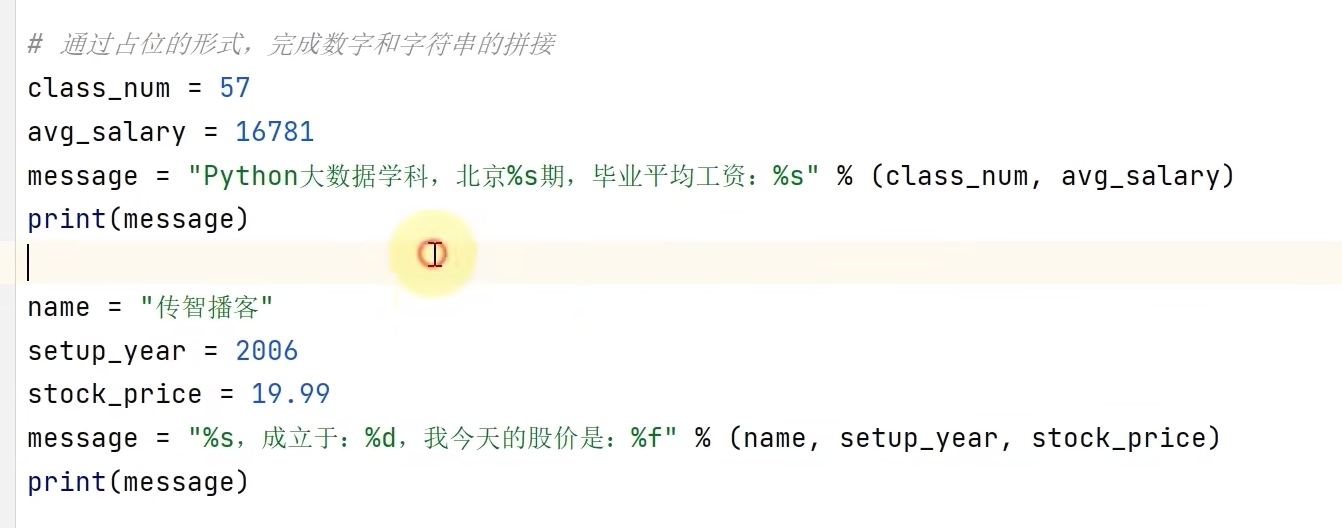 # 通过占位的形式，完成数字和字符串的拼接
class_num = 57
avg_salary = 16781
message = "Python大数据学科，北京%s期，毕业平均工资：%s" % (class_num, avg_salary)
print(message)
name = "传智播客"
setup_year = 2006
stock_price = 19.99
message = "%s，成立于：%d，我今天的股价是：%f" % (name, setup_year, stock_price)
print(message)